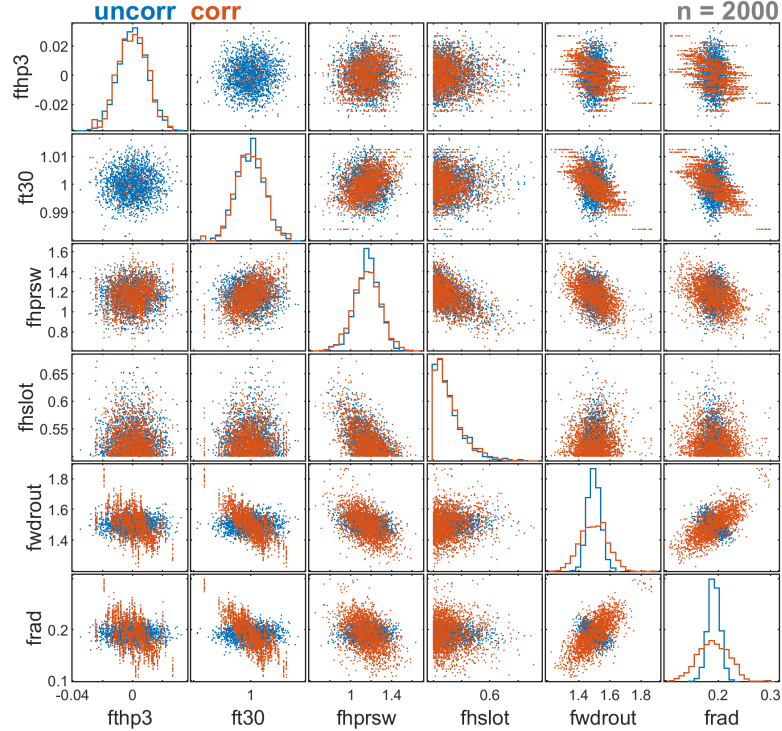 uncorr corr n = 2000
fthp3
0.02
0
-0.02
ft30
1.01
1
0.99
fhprsw
1.6
1.4
1.2
1
0.8
fhslot
0.65
0.6
0.55
fwdrout
1.8
1.6
1.4
frad
0.2
0.1
-0.04 0 1 1 1.4 0.6 1.4 1.6 1.8 0.2 0.3
fthp3 ft30 fhprsw fhslot fwdrout frad